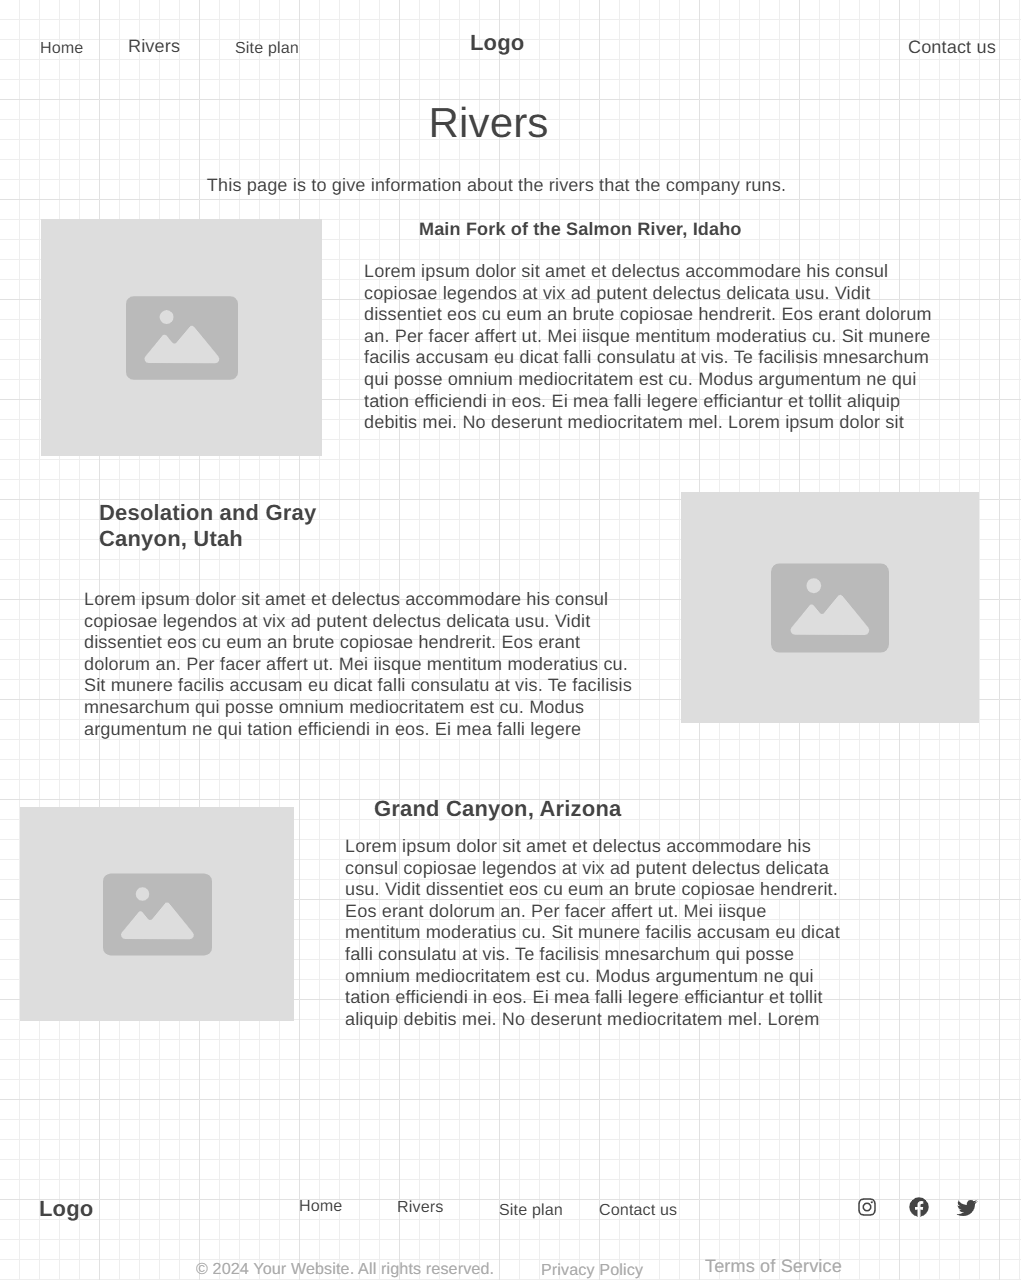 Home Rivers Site plan Logo Contact us
Rivers
This page is to give information about the rivers that the company runs.
Main Fork of the Salmon River, Idaho
Lorem ipsum dolor sit amet et delectus accommodare his consul
copiosae legendos at vix ad putent delectus delicata usu. Vidit
dissentiet eos cu eum an brute copiosae hendrerit. Eos erant dolorum
an. Per facer affert ut. Mei iisque mentitum moderatius cu. Sit munere
facilis accusam eu dicat falli consulatu at vis. Te facilisis mnesarchum
qui posse omnium mediocritatem est cu. Modus argumentum ne qui
tation efficiendi in eos. Ei mea falli legere efficiantur et tollit aliquip
debitis mei. No deserunt mediocritatem mel. Lorem ipsum dolor sit
Desolation and Gray
Canyon, Utah
Lorem ipsum dolor sit amet et delectus accommodare his consul
copiosae legendos at vix ad putent delectus delicata usu. Vidit
dissentiet eos cu eum an brute copiosae hendrerit. Eos erant
dolorum an. Per facer affert ut. Mei iisque mentitum moderatius cu.
Sit munere facilis accusam eu dicat falli consulatu at vis. Te facilisis
mnesarchum qui posse omnium mediocritatem est cu. Modus
argumentum ne qui tation efficiendi in eos. Ei mea falli legere
Grand Canyon, Arizona
Lorem ipsum dolor sit amet et delectus accommodare his
consul copiosae legendos at vix ad putent delectus delicata
usu. Vidit dissentiet eos cu eum an brute copiosae hendrerit.
Eos erant dolorum an. Per facer affert ut. Mei iisque
mentitum moderatius cu. Sit munere facilis accusam eu dicat
falli consulatu at vis. Te facilisis mnesarchum qui posse
omnium mediocritatem est cu. Modus argumentum ne qui
tation efficiendi in eos. Ei mea falli legere efficiantur et tollit
aliquip debitis mei. No deserunt mediocritatem mel. Lorem
Logo Home Rivers Site plan Contact us
© 2024 Your Website. All rights reserved. Privacy Policy Terms of Service